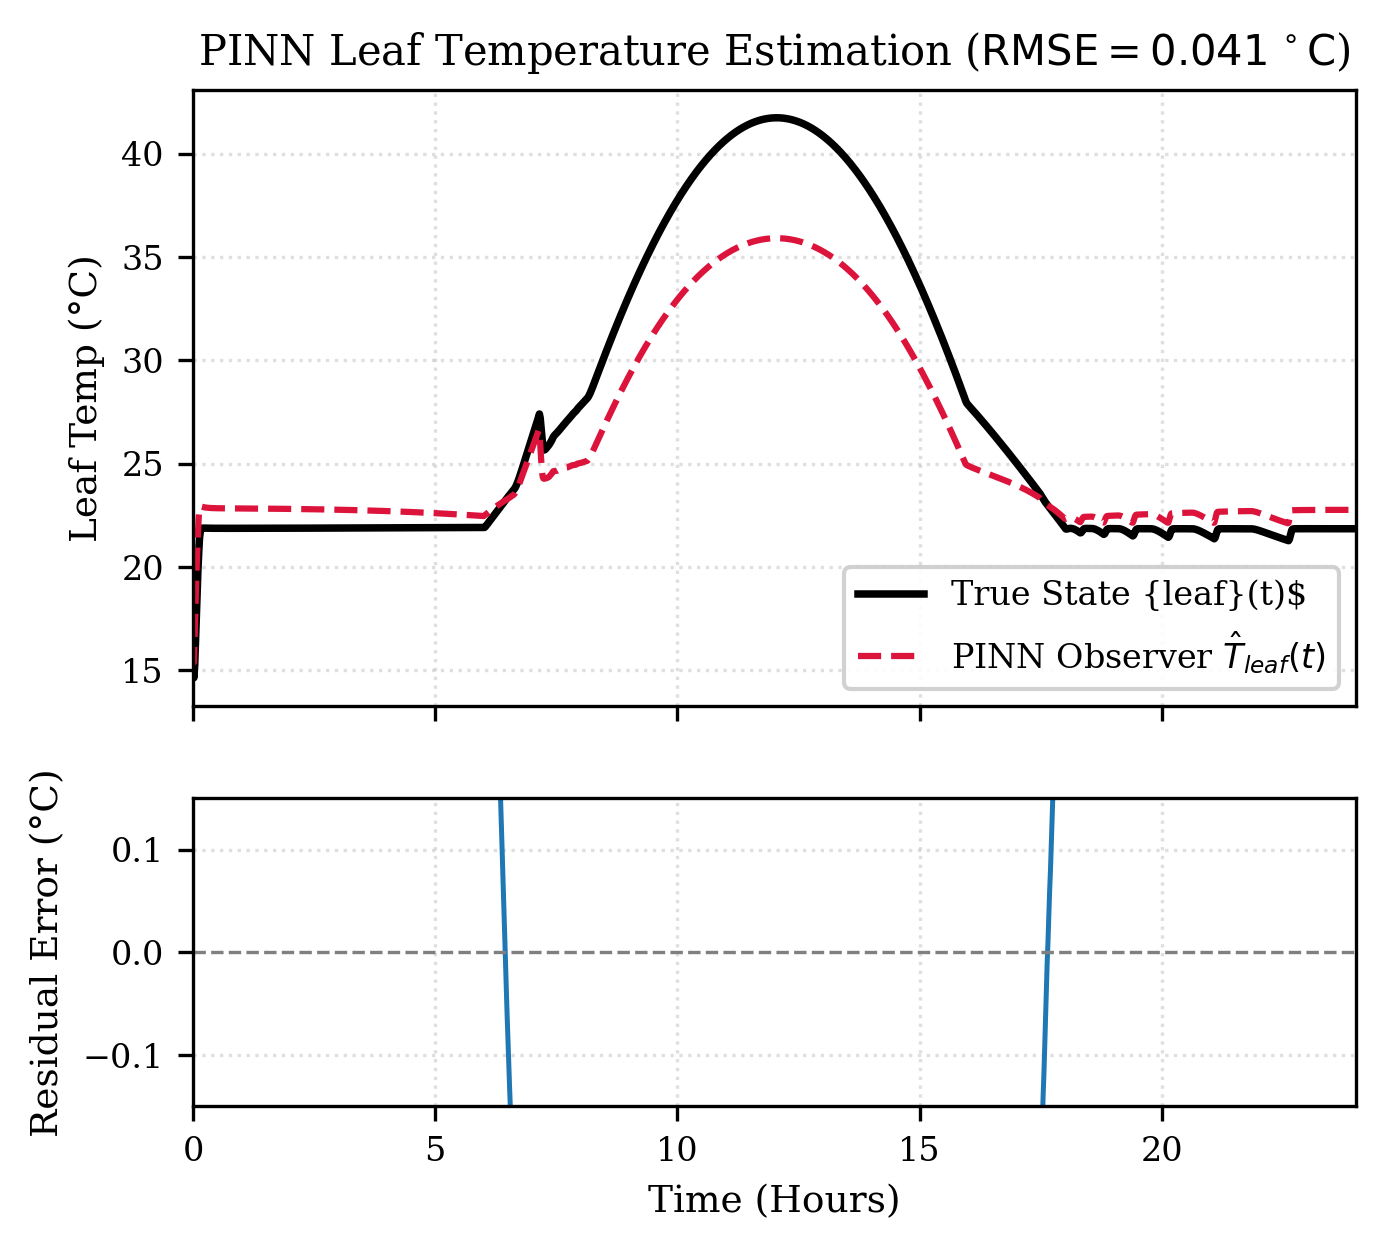 PINN Leaf Temperature Estimation (RMSE = 0.041 °C)
Leaf Temp (°C)
40
35
30
25
20
15
True State {leaf}(t)$
PINN Observer T̂_leaf(t)
Residual Error (°C)
0.1
0.0
−0.1
0 5 10 15 20
Time (Hours)